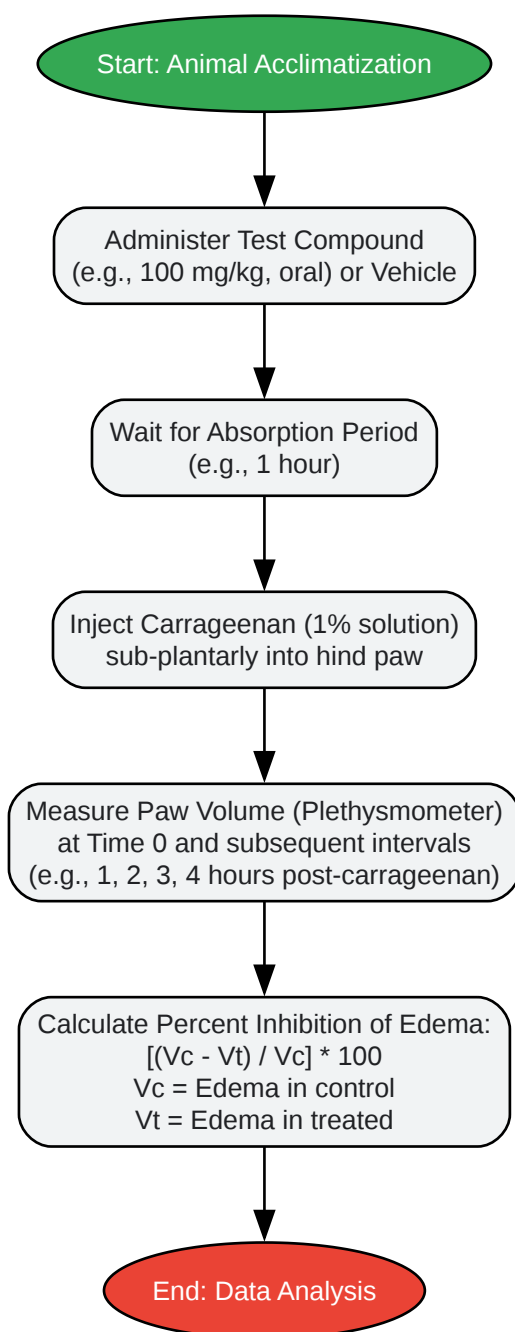 Start: Animal Acclimatization
Administer Test Compound
(e.g., 100 mg/kg, oral) or Vehicle
Wait for Absorption Period
(e.g., 1 hour)
Inject Carrageenan (1% solution)
sub-plantarly into hind paw
Measure Paw Volume (Plethysmometer)
at Time 0 and subsequent intervals
(e.g., 1, 2, 3, 4 hours post-carrageenan)
Calculate Percent Inhibition of Edema:
[(Vc - Vt) / Vc] * 100
Vc = Edema in control
Vt = Edema in treated
End: Data Analysis